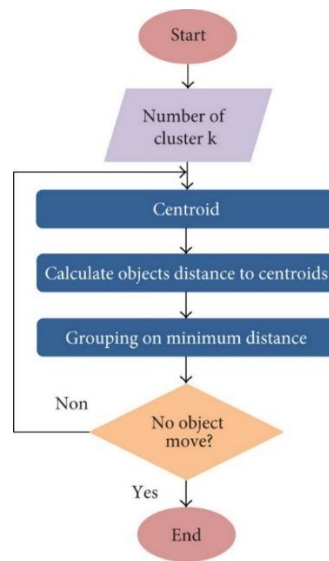 Start
Number of
cluster k
Centroid
Calculate objects distance to centroids
Grouping on minimum distance
Non
No object
move?
Yes
End